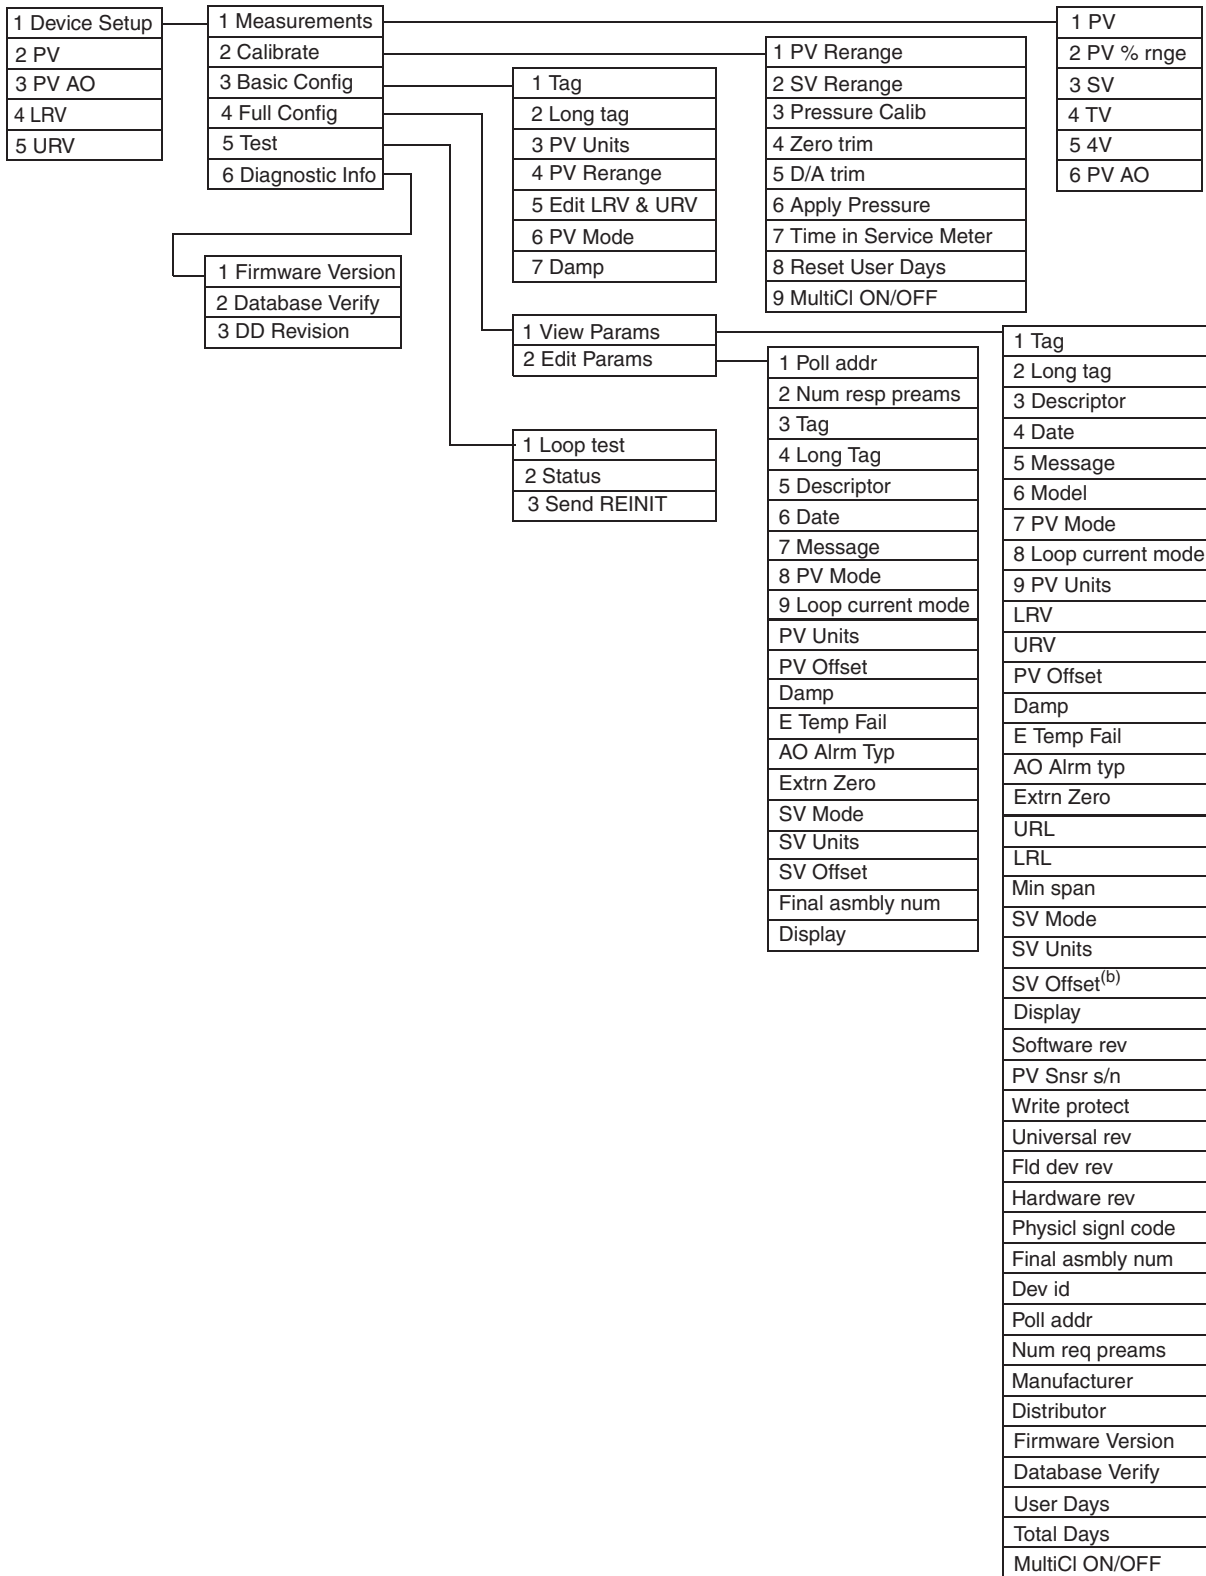 1 Device Setup
2 PV
3 PV AO
4 LRV
5 URV
1 Measurements
2 Calibrate
3 Basic Config
4 Full Config
5 Test
6 Diagnostic Info
1 PV
2 PV % rnge
3 SV
4 TV
5 4V
6 PV AO
1 PV Rerange
2 SV Rerange
3 Pressure Calib
4 Zero trim
5 D/A trim
6 Apply Pressure
7 Time in Service Meter
8 Reset User Days
9 MultiCl ON/OFF
1 Tag
2 Long tag
3 PV Units
4 PV Rerange
5 Edit LRV & URV
6 PV Mode
7 Damp
1 Firmware Version
2 Database Verify
3 DD Revision
1 View Params
2 Edit Params
1 Loop test
2 Status
3 Send REINIT
1 Poll addr
2 Num resp preams
3 Tag
4 Long Tag
5 Descriptor
6 Date
7 Message
8 PV Mode
9 Loop current mode
PV Units
PV Offset
Damp
E Temp Fail
AO Alrm Typ
Extrn Zero
SV Mode
SV Units
SV Offset
Final asmbly num
Display
1 Tag
2 Long tag
3 Descriptor
4 Date
5 Message
6 Model
7 PV Mode
8 Loop current mode
9 PV Units
LRV
URV
PV Offset
Damp
E Temp Fail
AO Alrm typ
Extrn Zero
URL
LRL
Min span
SV Mode
SV Units
SV Offset(b)
Display
Software rev
PV Snsr s/n
Write protect
Universal rev
Fld dev rev
Hardware rev
Physicl signl code
Final asmbly num
Dev id
Poll addr
Num req preams
Manufacturer
Distributor
Firmware Version
Database Verify
User Days
Total Days
MultiCl ON/OFF